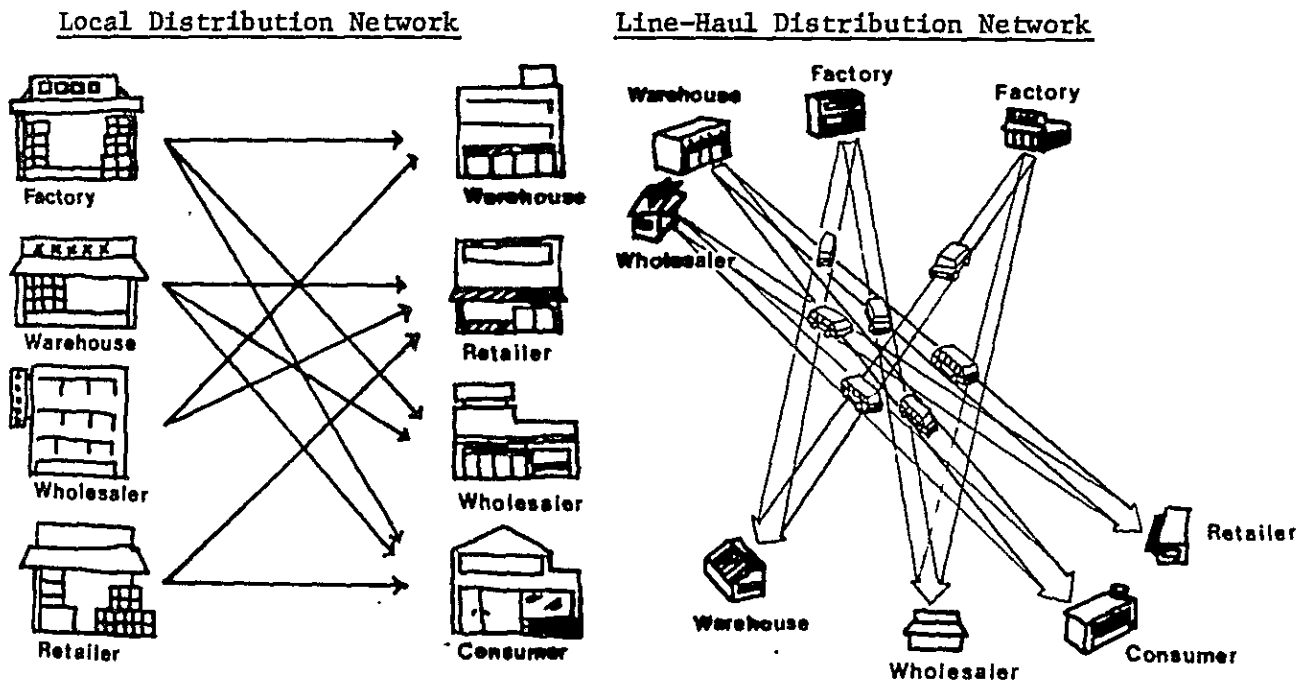 Local Distribution Network
Factory
Warehouse
Wholesaler
Retailer
Warehouse
Retailer
Wholesaler
Consumer
Line-Haul Distribution Network
Warehouse
Factory
Factory
Wholesaler
Retailer
Warehouse
Consumer
Wholesaler